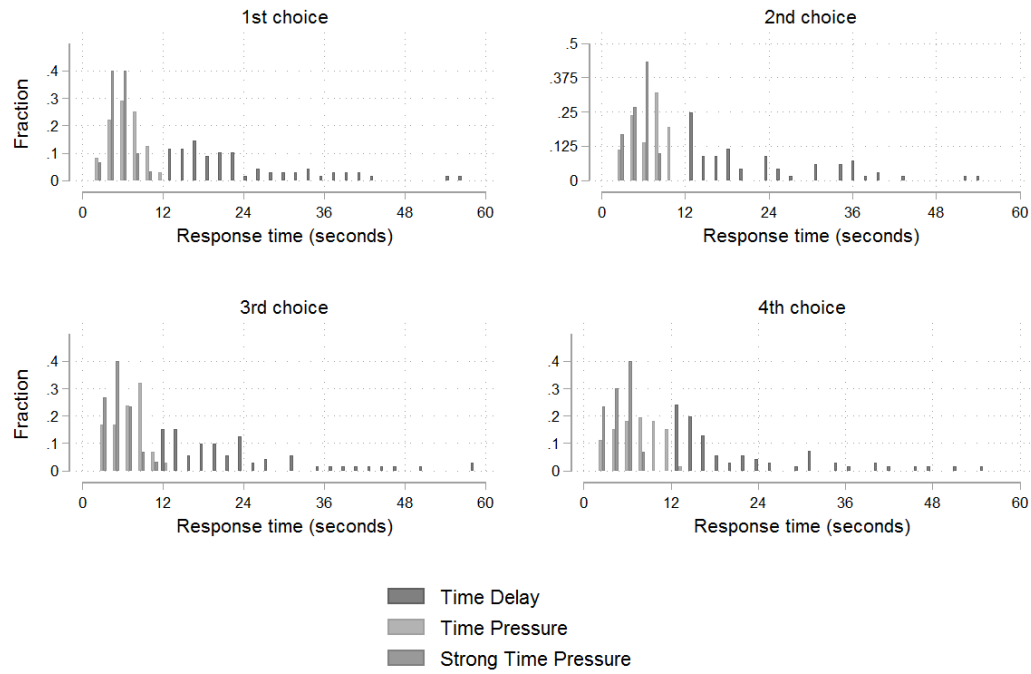 1st choice
2nd choice
Fraction
.4
.3
.2
.1
0
0 12 24 36 48 60
Response time (seconds)
.5
.375
.25
.125
0
0 12 24 36 48 60
Response time (seconds)
3rd choice
4th choice
Fraction
.4
.3
.2
.1
0
0 12 24 36 48 60
Response time (seconds)
.4
.3
.2
.1
0
0 12 24 36 48 60
Response time (seconds)
Time Delay
Time Pressure
Strong Time Pressure